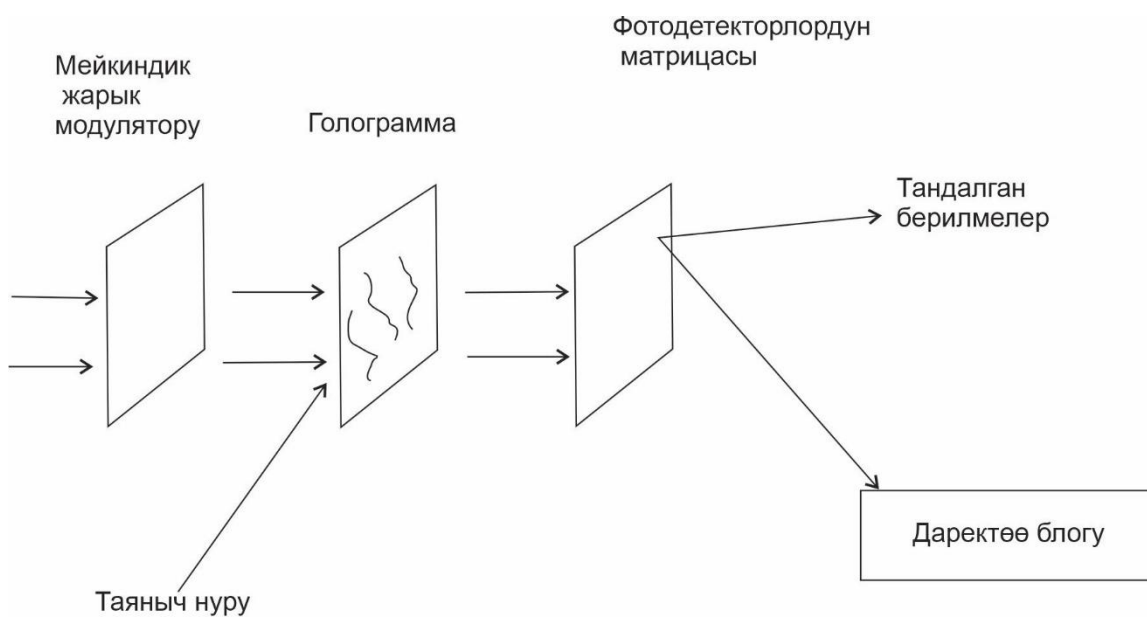 Фотодетекторлордун
матрицасы
Мейкиндик
жарык
модулятору
Голограмма
Тандалган
берилмелер
Даректөө блогу
Таяныч нуру